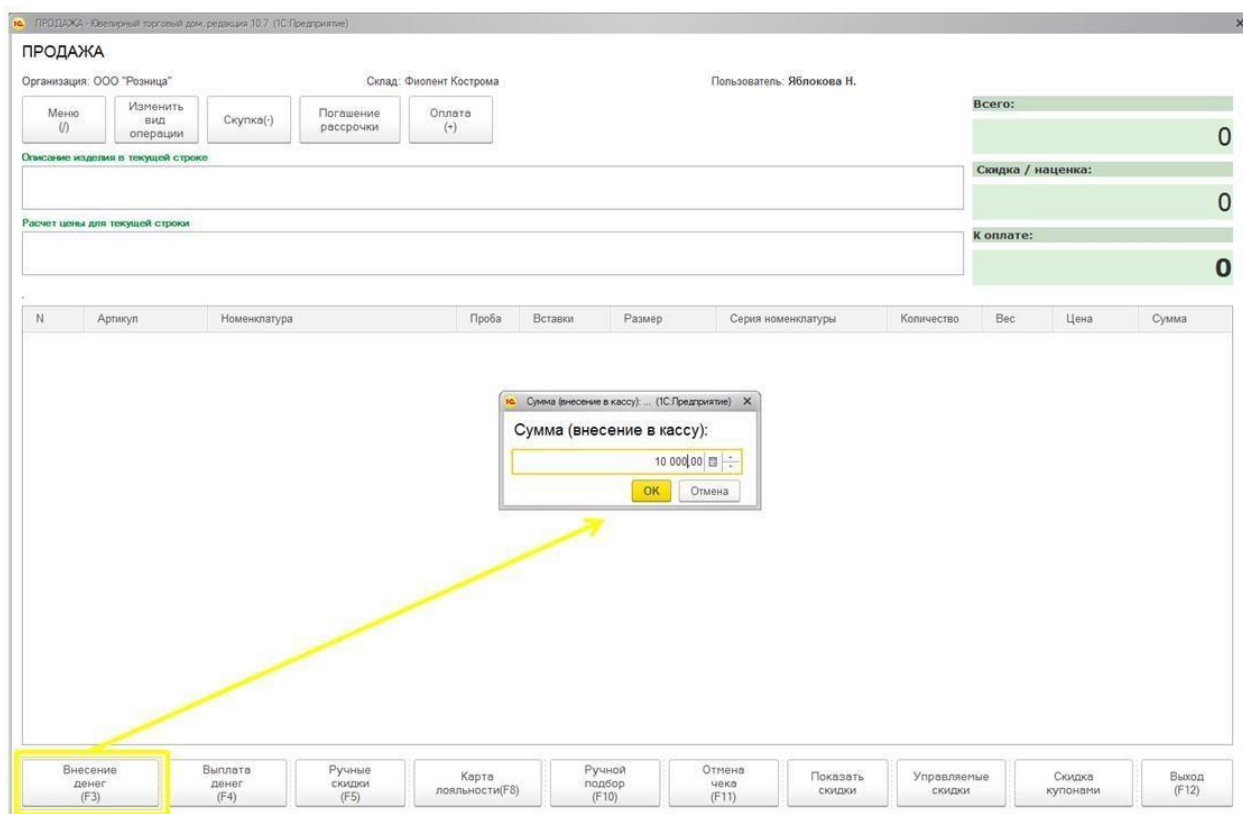 ПРОДАЖА - Ювелирный торговый дом, редакция 10.7 (1С:Предприятие)
ПРОДАЖА
Организация: ООО "Розница" Склад: Фиолент Кострома Пользователь: Яблокова Н.
Меню (/)
Изменить вид операции
Скупка(-)
Погашение рассрочки
Оплата (+)
Всего:
0
Описание изделия в текущей строке
Скидка / наценка:
0
Расчет цены для текущей строки
К оплате:
0
N Артикул Номенклатура Проба Вставки Размер Серия номенклатуры Количество Вес Цена Сумма
Сумма (внесение в кассу): ... (1С:Предприятие)
Сумма (внесение в кассу):
10 000,00
ОК Отмена
Внесение денег (F3)
Выплата денег (F4)
Ручные скидки (F5)
Карта лояльности(F8)
Ручной подбор (F10)
Отмена чека (F11)
Показать скидки
Управляемые скидки
Скидка купонами
Выход (F12)